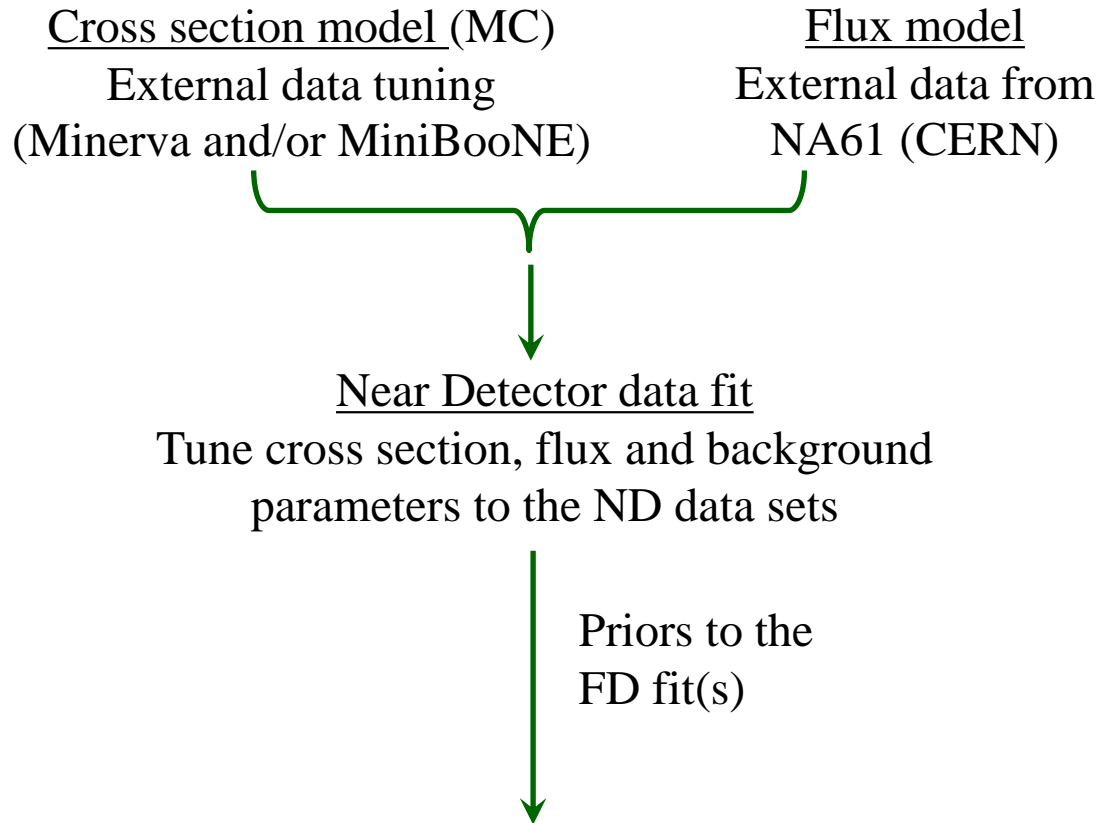 Cross section model (MC)
External data tuning
(Minerva and/or MiniBooNE)
Flux model
External data from
NA61 (CERN)
Near Detector data fit
Tune cross section, flux and background
parameters to the ND data sets
Priors to the
FD fit(s)